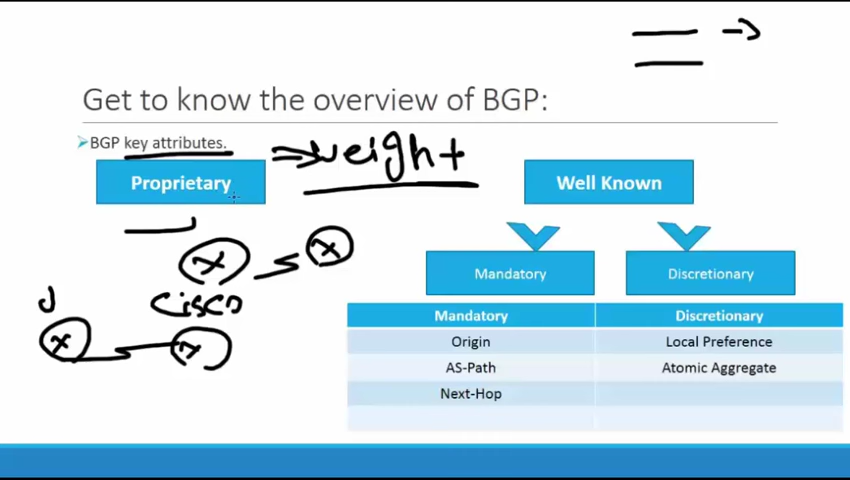 Get to know the overview of BGP:
BGP key attributes.
⇒weight
Proprietary
Well Known
Mandatory
Discretionary
cisco
J
Mandatory Discretionary
Origin Local Preference
AS-Path Atomic Aggregate
Next-Hop